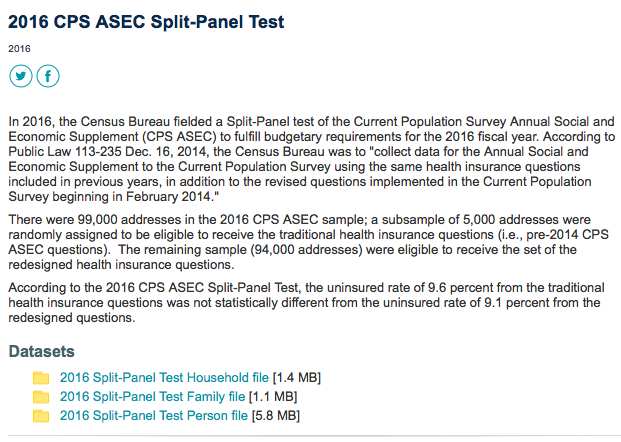 2016 CPS ASEC Split-Panel Test
2016
In 2016, the Census Bureau fielded a Split-Panel test of the Current Population Survey Annual Social and
Economic Supplement (CPS ASEC) to fulfill budgetary requirements for the 2016 fiscal year. According to
Public Law 113-235 Dec. 16, 2014, the Census Bureau was to "collect data for the Annual Social and
Economic Supplement to the Current Population Survey using the same health insurance questions
included in previous years, in addition to the revised questions implemented in the Current Population
Survey beginning in February 2014."
There were 99,000 addresses in the 2016 CPS ASEC sample; a subsample of 5,000 addresses were
randomly assigned to be eligible to receive the traditional health insurance questions (i.e., pre-2014 CPS
ASEC questions).  The remaining sample (94,000 addresses) were eligible to receive the set of the
redesigned health insurance questions.
According to the 2016 CPS ASEC Split-Panel Test, the uninsured rate of 9.6 percent from the traditional
health insurance questions was not statistically different from the uninsured rate of 9.1 percent from the
redesigned questions.
Datasets
2016 Split-Panel Test Household file [1.4 MB]
2016 Split-Panel Test Family file [1.1 MB]
2016 Split-Panel Test Person file [5.8 MB]